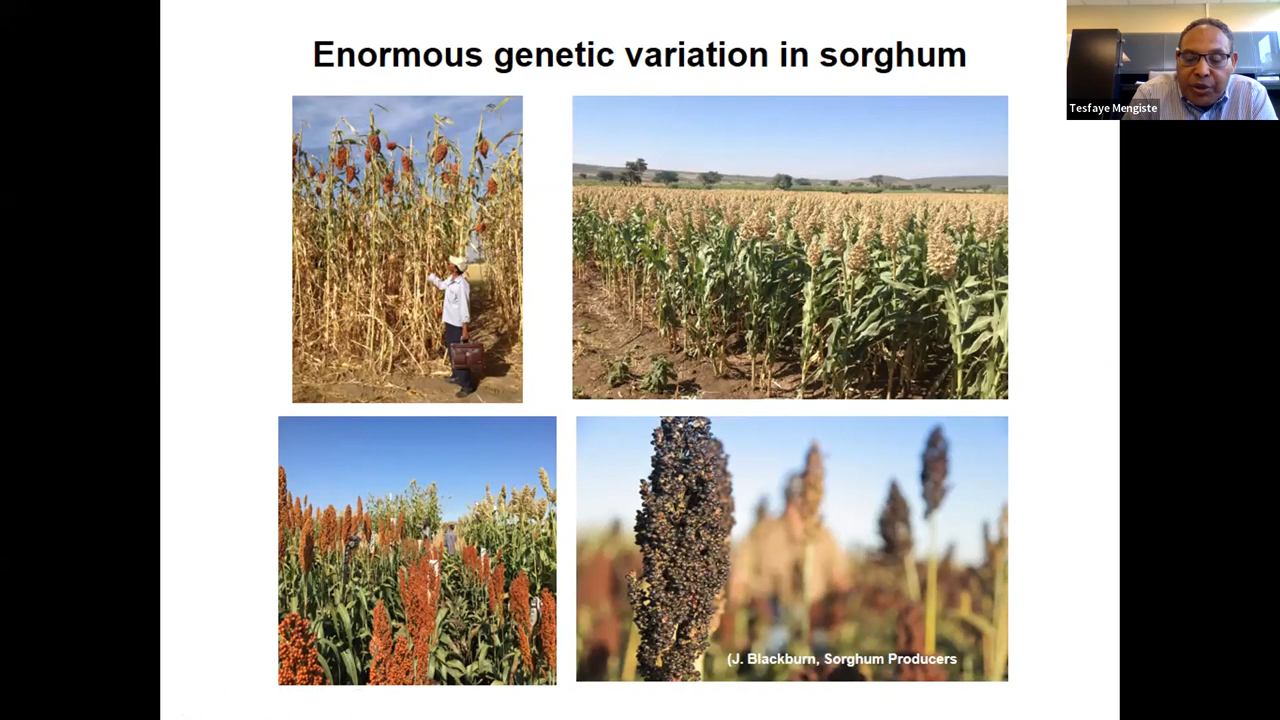 Enormous genetic variation in sorghum
Tesfaye Mengiste
(J. Blackburn, Sorghum Producers